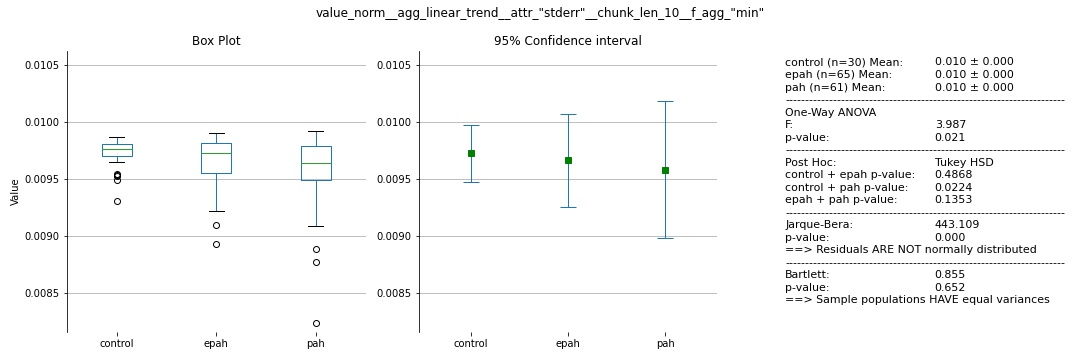 value_norm__agg_linear_trend__attr_"stderr"__chunk_len_10__f_agg_"min"
Box Plot
0.0105
0.0100
0.0095
0.0090
0.0085
Value
control
epah
pah
95% Confidence interval
0.0105
0.0100
0.0095
0.0090
0.0085
control
epah
pah
control (n=30) Mean: 0.010 ± 0.000
epah (n=65) Mean: 0.010 ± 0.000
pah (n=61) Mean: 0.010 ± 0.000
One-Way ANOVA
F: 3.987
p-value: 0.021
Post Hoc: Tukey HSD
control + epah p-value: 0.4868
control + pah p-value: 0.0224
epah + pah p-value: 0.1353
Jarque-Bera: 443.109
p-value: 0.000
==> Residuals ARE NOT normally distributed
Bartlett: 0.855
p-value: 0.652
==> Sample populations HAVE equal variances